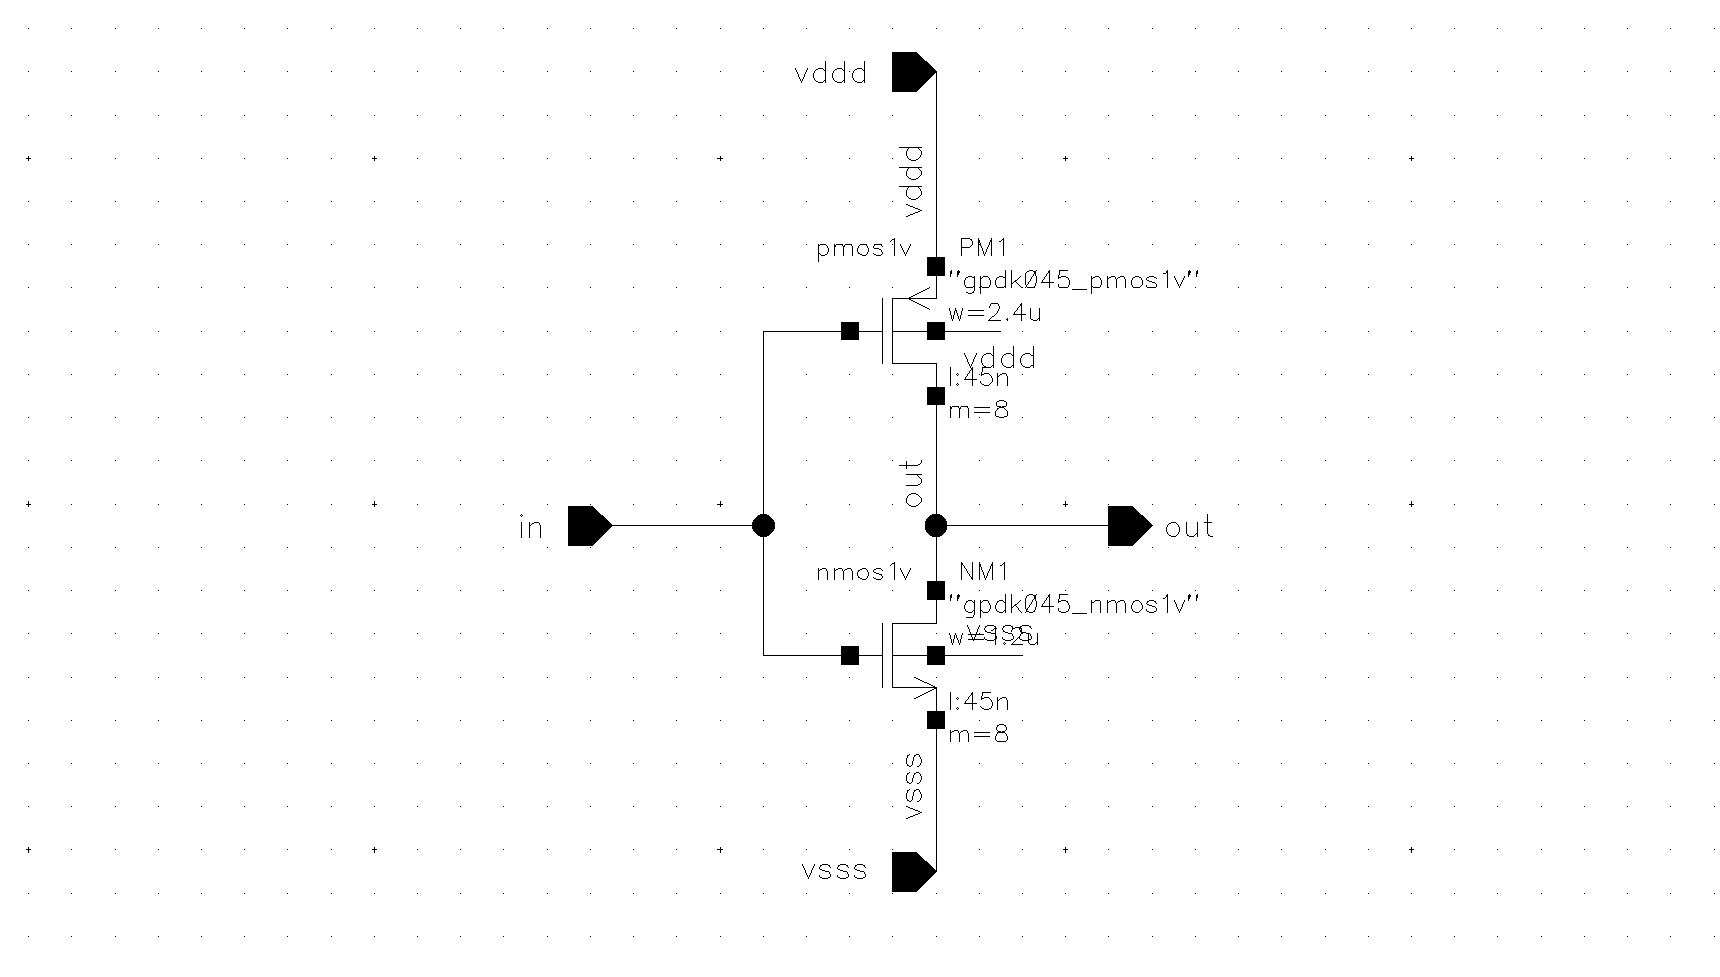 vddd
vddd
pmos1v
PM1
"gpdk045_pmos1v"
w=2.4u
vddd
l:45n
m=8
out
in
out
nmos1v
NM1
"gpdk045_nmos1v"
vsss
w=1.2u
l:45n
m=8
vsss
vsss